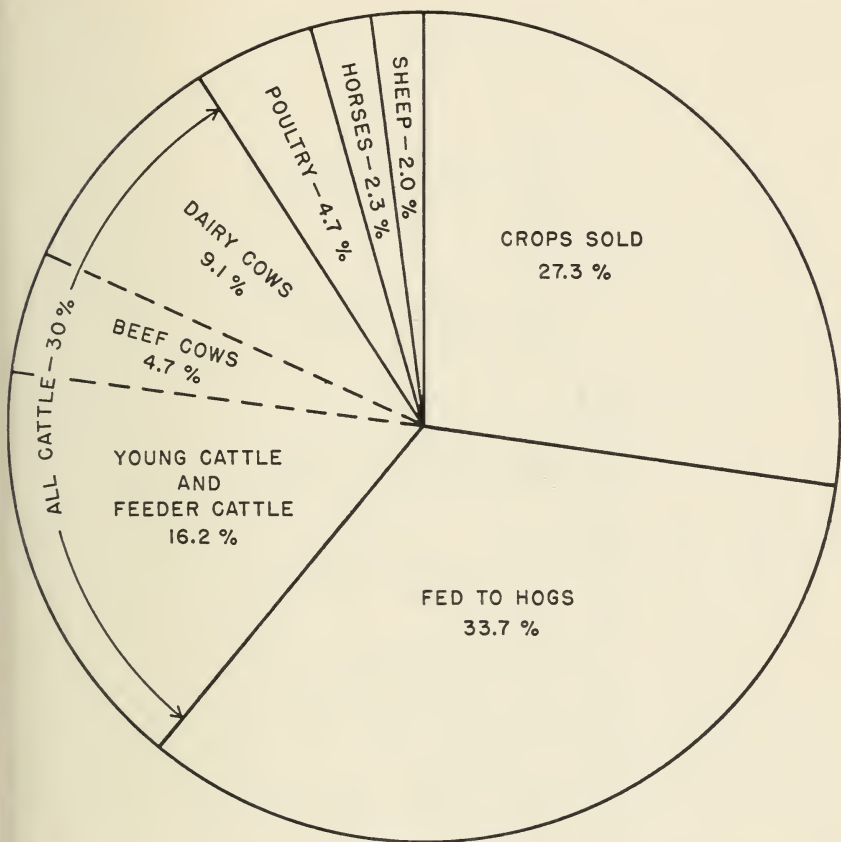 SHEEP – 2.0 %
HORSES – 2.3 %
POULTRY – 4.7 %
DAIRY COWS
9.1 %
BEEF COWS
4.7 %
ALL CATTLE – 30 %
YOUNG CATTLE
AND
FEEDER CATTLE
16.2 %
CROPS SOLD
27.3 %
FED TO HOGS
33.7 %